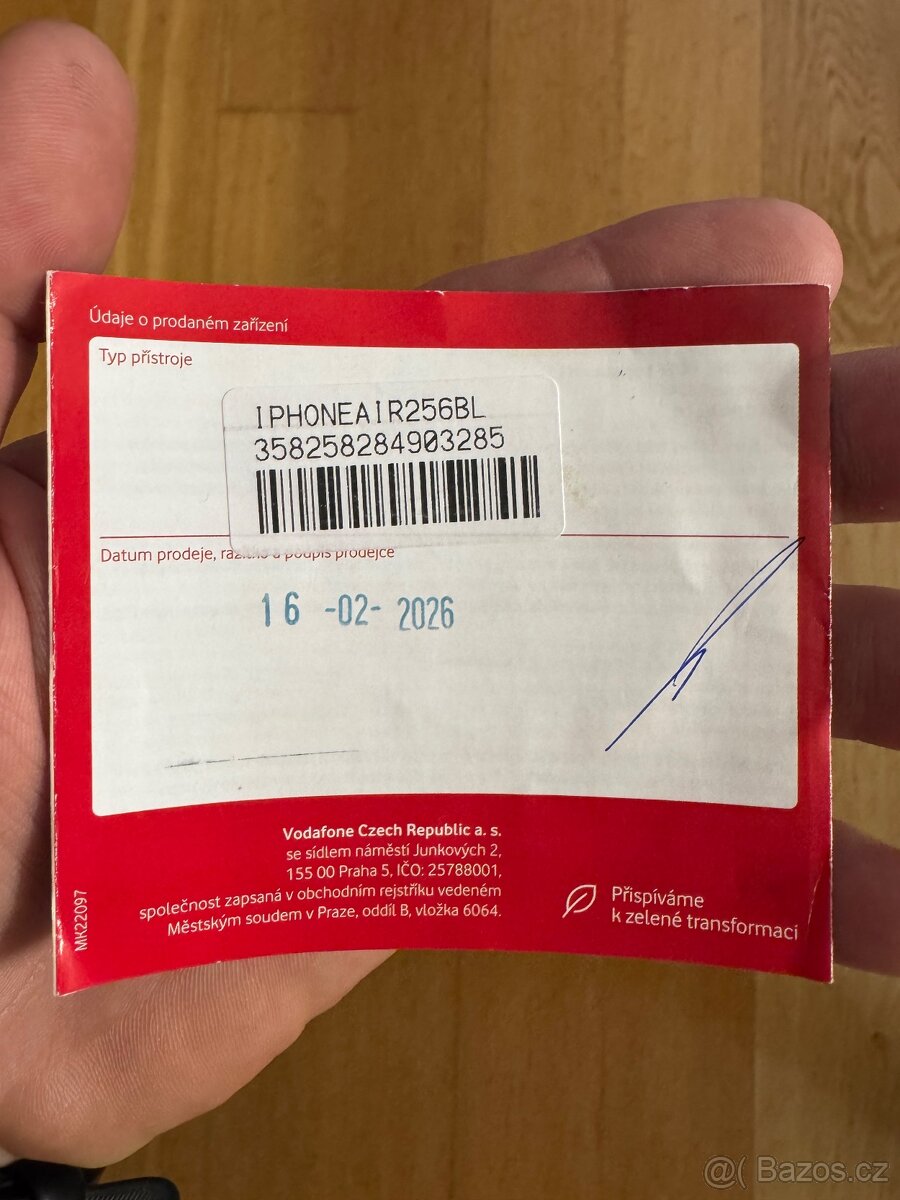 Údaje o prodaném zařízení
Typ přístroje
IPHONEAIR256BL
358258284903285
Datum prodeje, razítko a podpis prodejce
16 -02- 2026
Vodafone Czech Republic a. s.
se sídlem náměstí Junkových 2,
155 00 Praha 5, IČO: 25788001,
společnost zapsaná v obchodním rejstříku vedeném
Městským soudem v Praze, oddíl B, vložka 6064.
Přispíváme
k zelené transformaci
MK22097
@( Bazos.cz